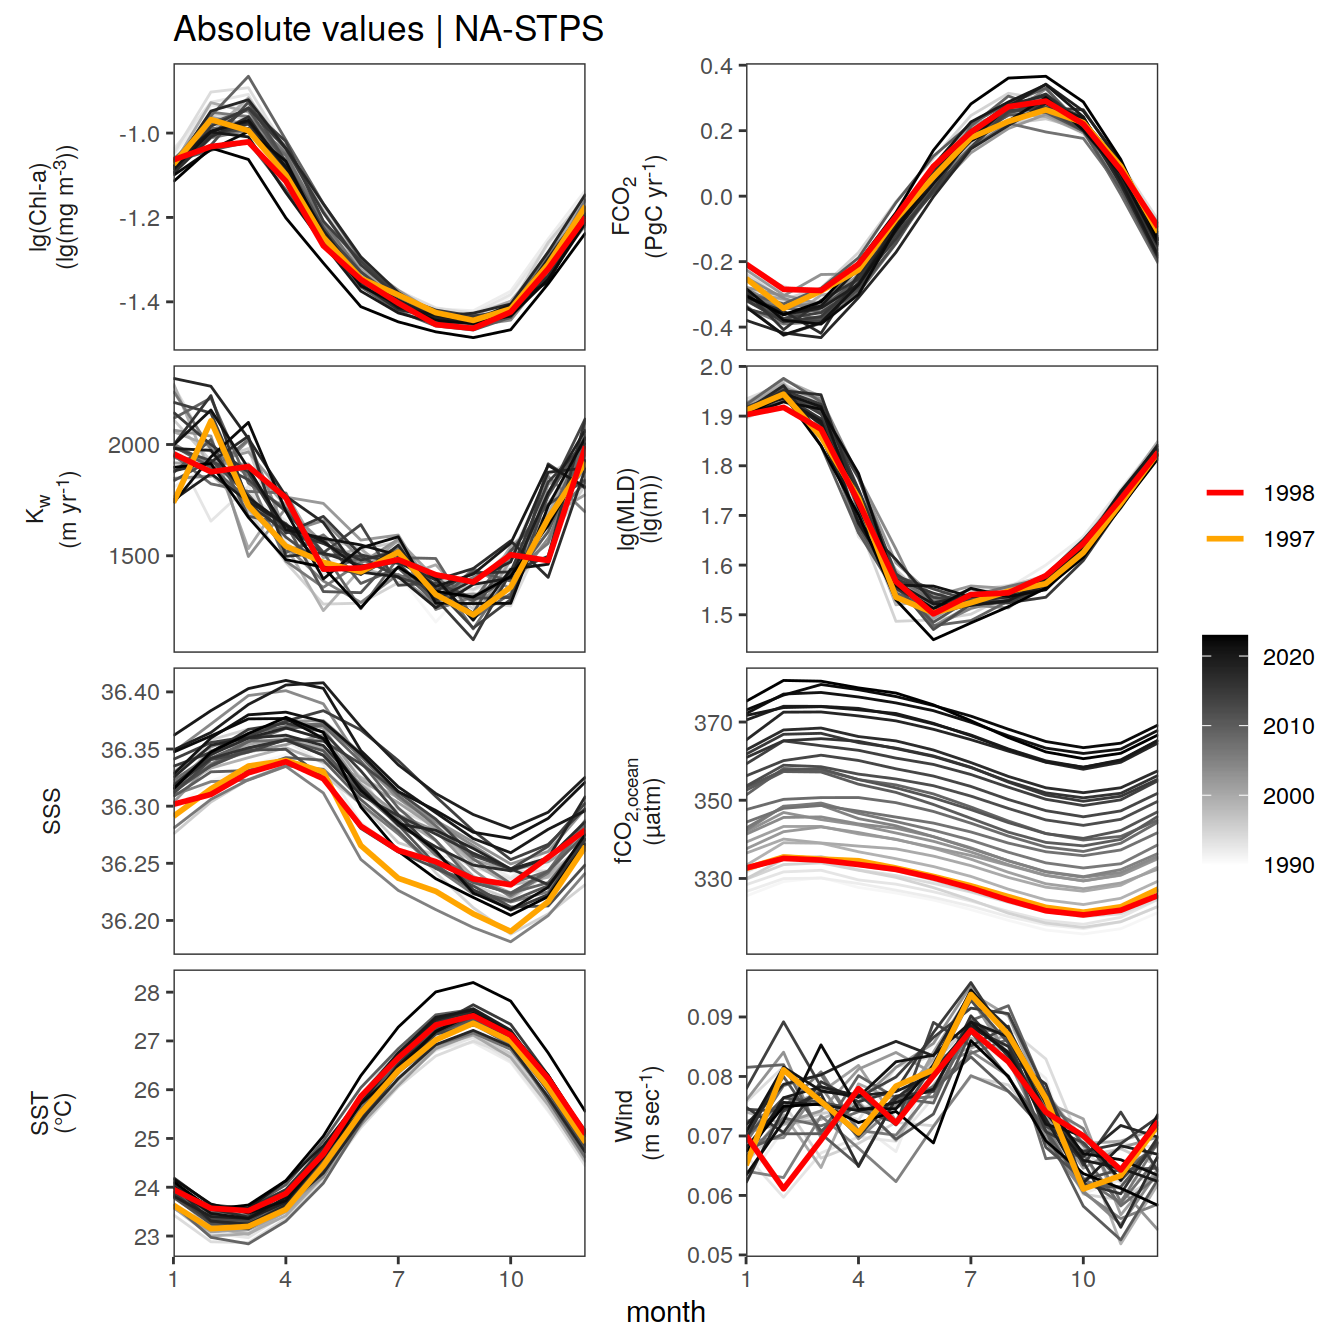 Absolute values | NA-STPS
lg(Chl-a)
(lg(mg m⁻³))
-1.0
-1.2
-1.4
FCO₂
(PgC yr⁻¹)
0.4
0.2
0.0
-0.2
-0.4
K_w
(m yr⁻¹)
2000
1500
lg(MLD)
(lg(m))
2.0
1.9
1.8
1.7
1.6
1.5
SSS
36.40
36.35
36.30
36.25
36.20
fCO₂,ocean
(µatm)
370
350
330
SST
(°C)
28
27
26
25
24
23
Wind
(m sec⁻¹)
0.09
0.08
0.07
0.06
0.05
1 4 7 10
1 4 7 10
month
1998
1997
2020
2010
2000
1990